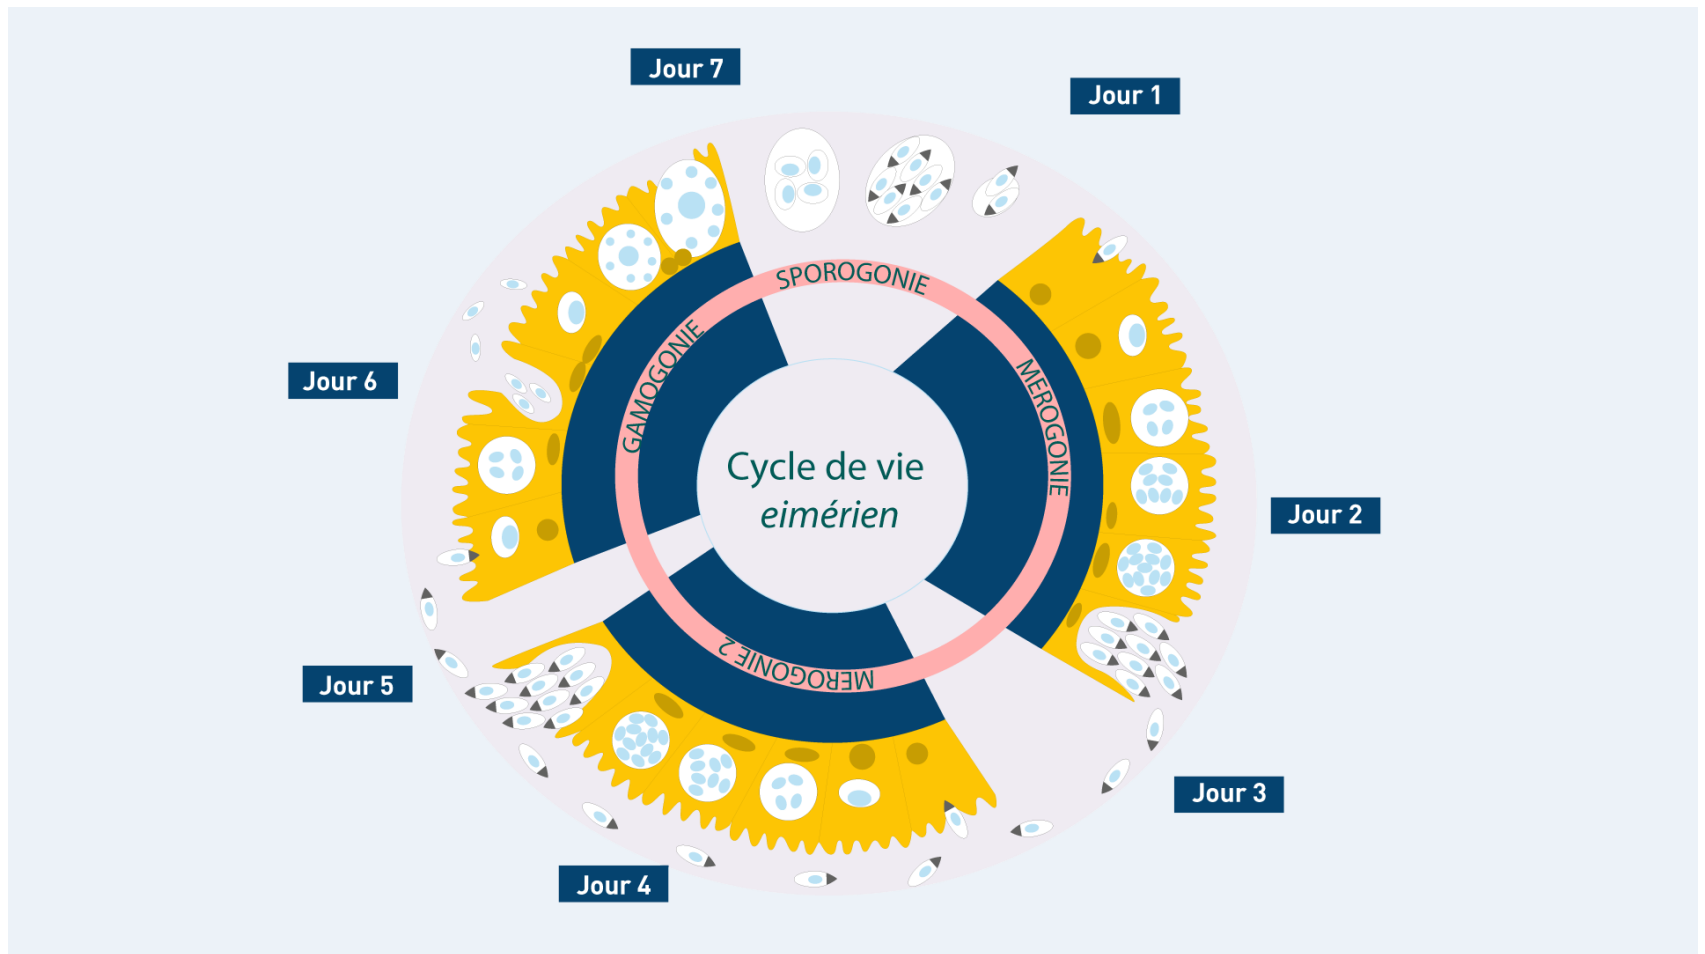 Jour 7
Jour 1
SPOROGONIE
GAMOGONIE
MEROGONIE
Jour 6
Cycle de vie
eimérien
Jour 2
MEROGONIE 2
Jour 5
Jour 3
Jour 4